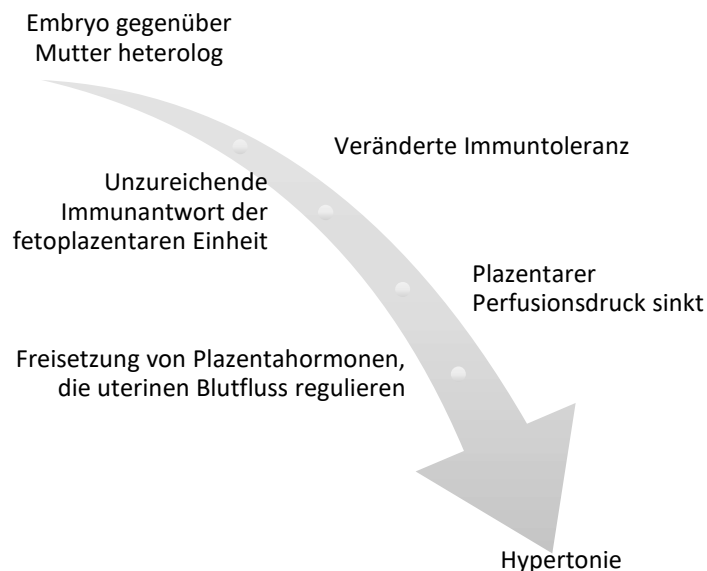 Embryo gegenüber
Mutter heterolog
Veränderte Immuntoleranz
Unzureichende
Immunantwort der
fetoplazentaren Einheit
Plazentarer
Perfusionsdruck sinkt
Freisetzung von Plazentahormonen,
die uterinen Blutfluss regulieren
Hypertonie